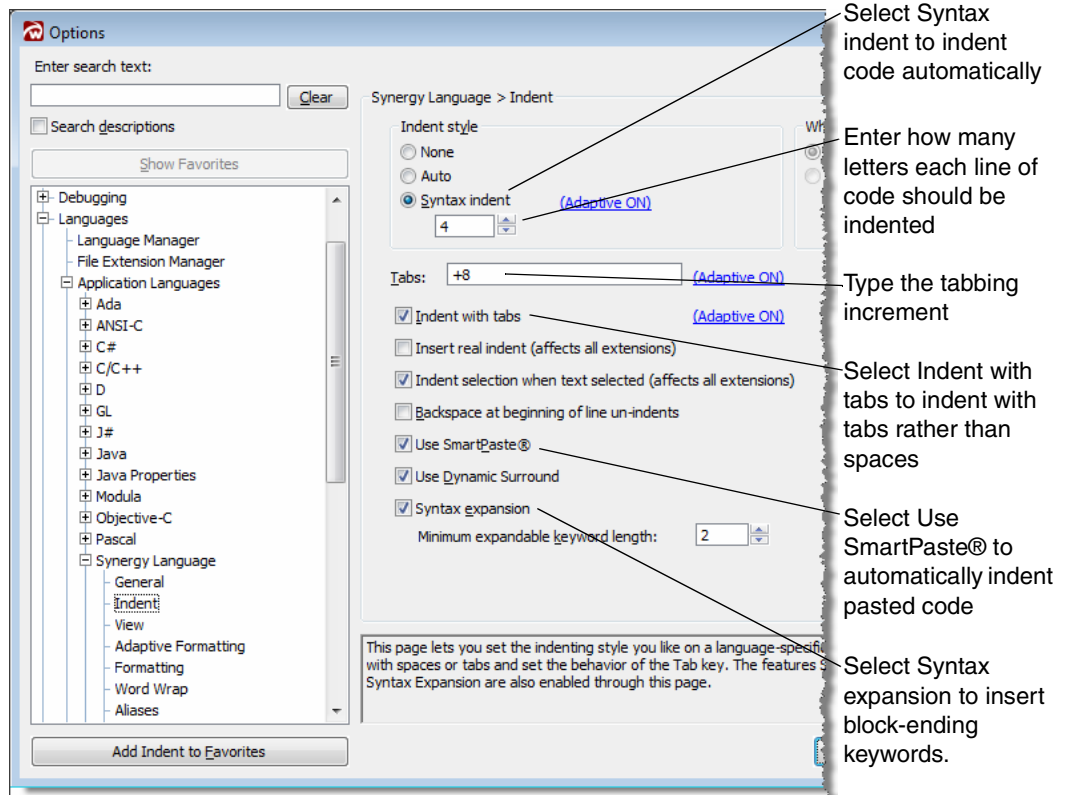 Options
Enter search text:
Clear
Search descriptions
Show Favorites
Debugging
Languages
Language Manager
File Extension Manager
Application Languages
Ada
ANSI-C
C#
C/C++
D
GL
J#
Java
Java Properties
Modula
Objective-C
Pascal
Synergy Language
General
Indent
View
Adaptive Formatting
Formatting
Word Wrap
Aliases
Add Indent to Favorites
Synergy Language > Indent
Indent style
None
Auto
Syntax indent (Adaptive ON)
4
Tabs: +8 (Adaptive ON)
Indent with tabs (Adaptive ON)
Insert real indent (affects all extensions)
Indent selection when text selected (affects all extensions)
Backspace at beginning of line un-indents
Use SmartPaste®
Use Dynamic Surround
Syntax expansion
Minimum expandable keyword length: 2
This page lets you set the indenting style you like on a language-specific
with spaces or tabs and set the behavior of the Tab key. The features
Syntax Expansion are also enabled through this page.
Select Syntax
indent to indent
code automatically
Enter how many
letters each line of
code should be
indented
Type the tabbing
increment
Select Indent with
tabs to indent with
tabs rather than
spaces
Select Use
SmartPaste® to
automatically indent
pasted code
Select Syntax
expansion to insert
block-ending
keywords.